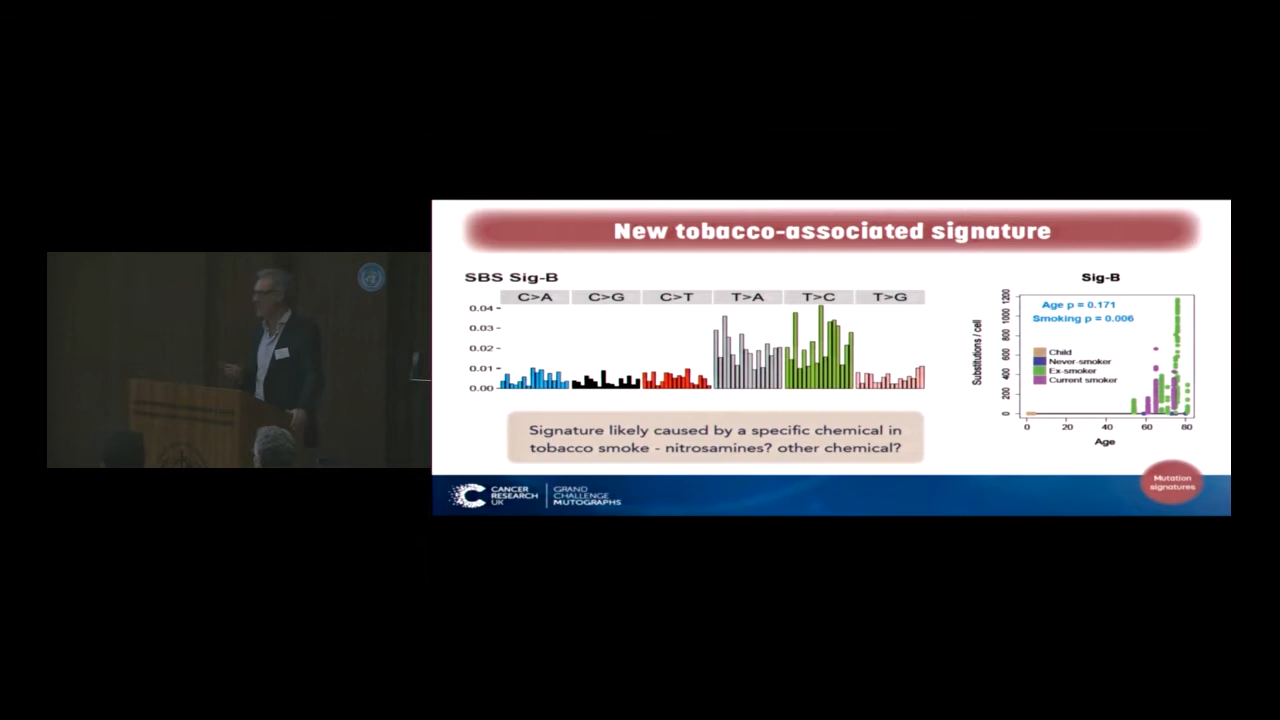 New tobacco-associated signature
SBS Sig-B
C>A C>G C>T T>A T>C T>G
0.04
0.03
0.02
0.01
0.00
Signature likely caused by a specific chemical in
tobacco smoke - nitrosamines? other chemical?
Sig-B
Age p = 0.171
Smoking p = 0.006
Child
Never-smoker
Ex-smoker
Current smoker
Substitutions / cell
0 200 400 600 800 1000 1200
0 20 40 60 80
Age
CANCER
RESEARCH
UK
GRAND
CHALLENGE
MUTOGRAPHS
Mutation
signatures